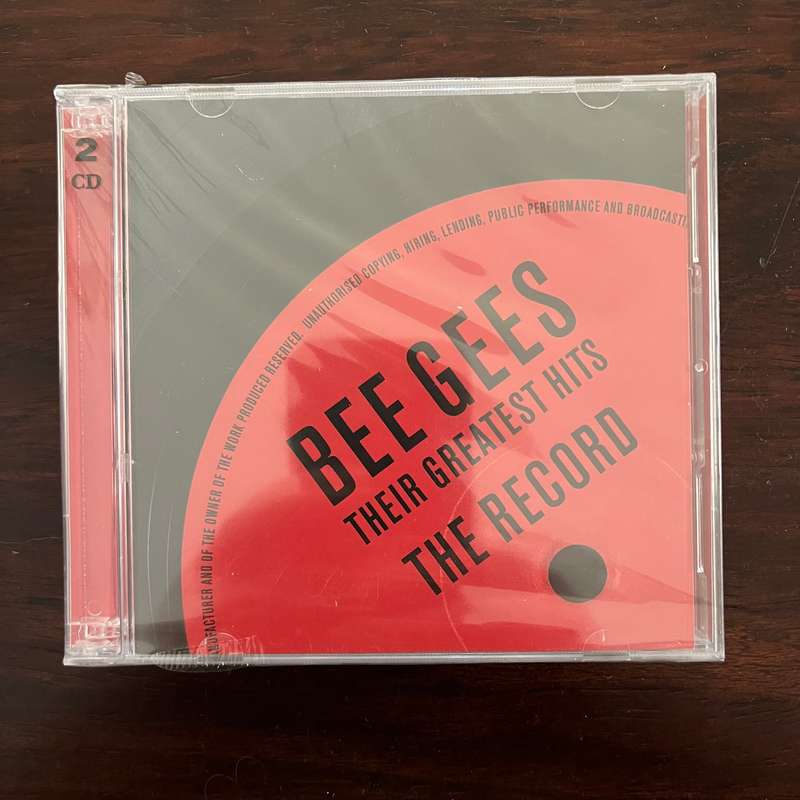 2
CD
NUFACTURER AND OF THE OWNER OF THE WORK PRODUCED RESERVED. UNAUTHORISED COPYING, HIRING, LENDING, PUBLIC PERFORMANCE AND BROADCASTI
BEE GEES
THEIR GREATEST HITS
THE RECORD